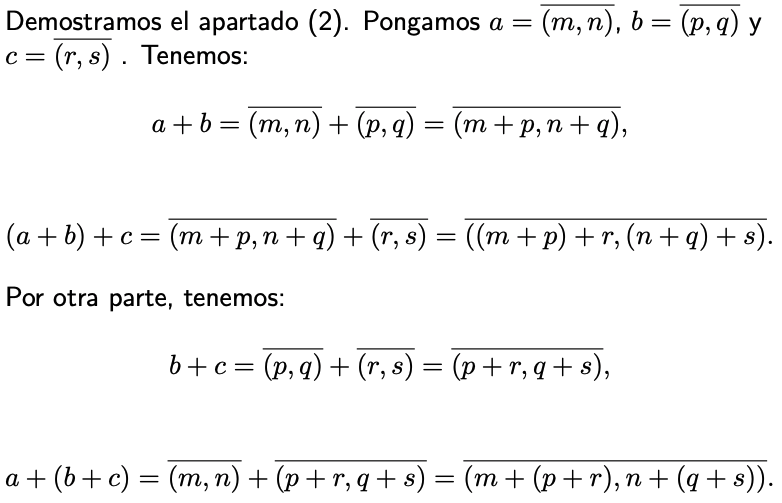 Demostramos el apartado (2). Pongamos $a = \overline{(m, n)}$, $b = \overline{(p, q)}$ y
$c = \overline{(r, s)}$ . Tenemos:
$a + b = \overline{(m, n)} + \overline{(p, q)} = \overline{(m + p, n + q)},$
$(a + b) + c = \overline{(m + p, n + q)} + \overline{(r, s)} = \overline{((m + p) + r, (n + q) + s)}.$
Por otra parte, tenemos:
$b + c = \overline{(p, q)} + \overline{(r, s)} = \overline{(p + r, q + s)},$
$a + (b + c) = \overline{(m, n)} + \overline{(p + r, q + s)} = \overline{(m + (p + r), n + (q + s))}.$